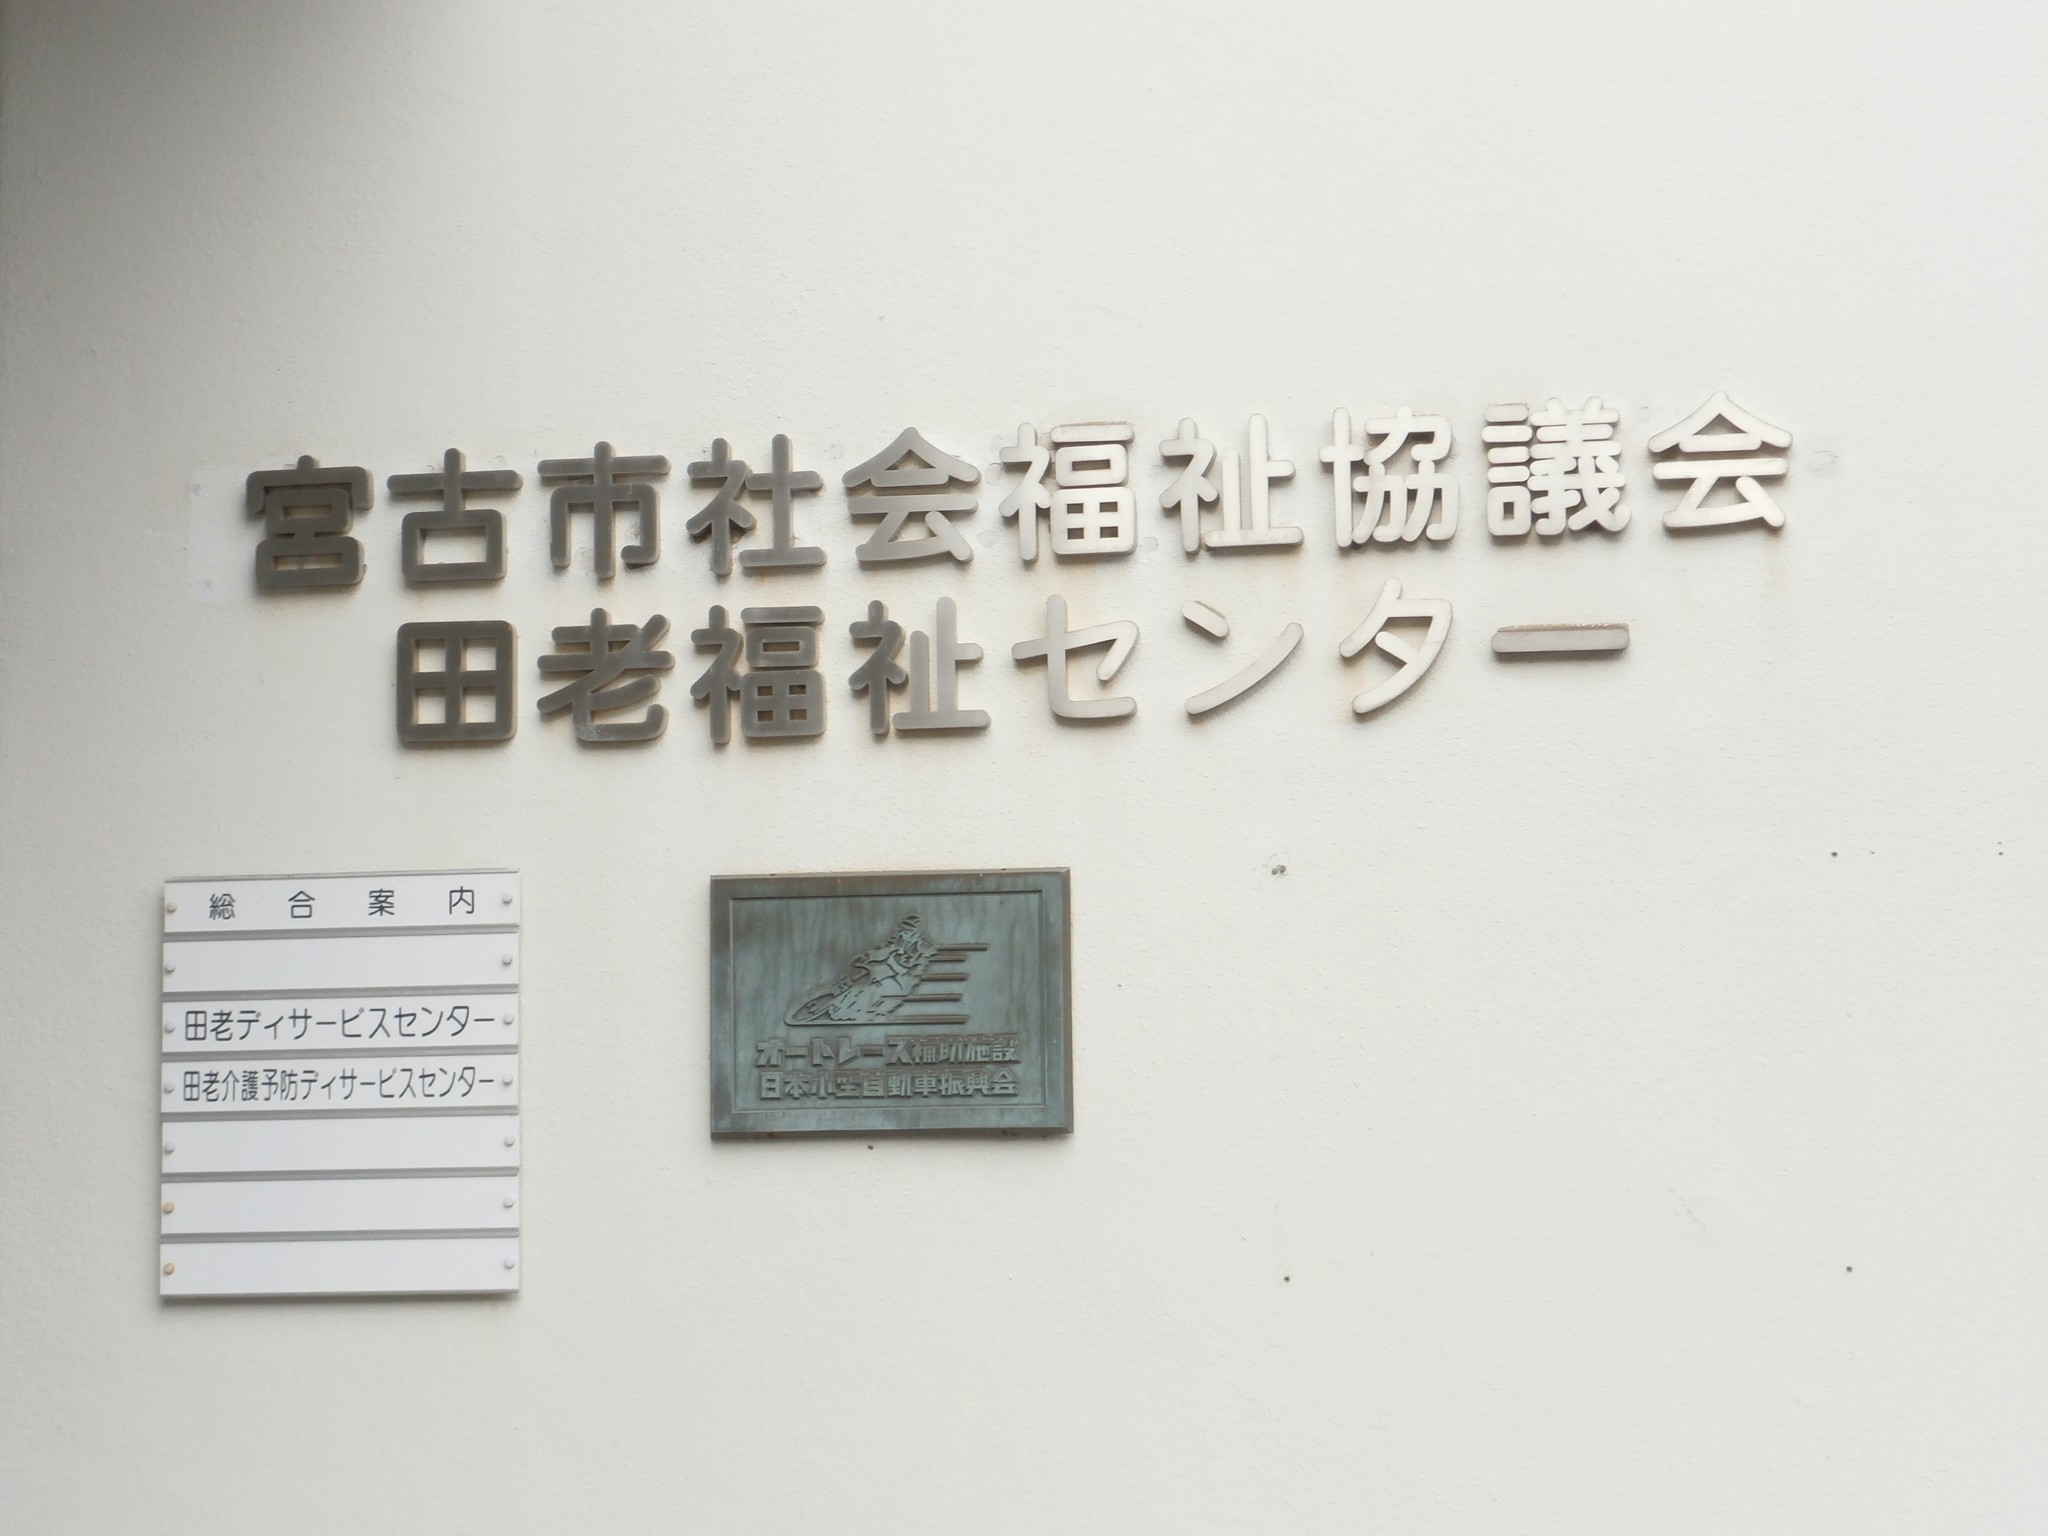 宮古市社会福祉協議会
田老福祉センター
総合案内
田老デイサービスセンター
田老介護予防デイサービスセンター
オートレース補助施設
日本小型自動車振興会